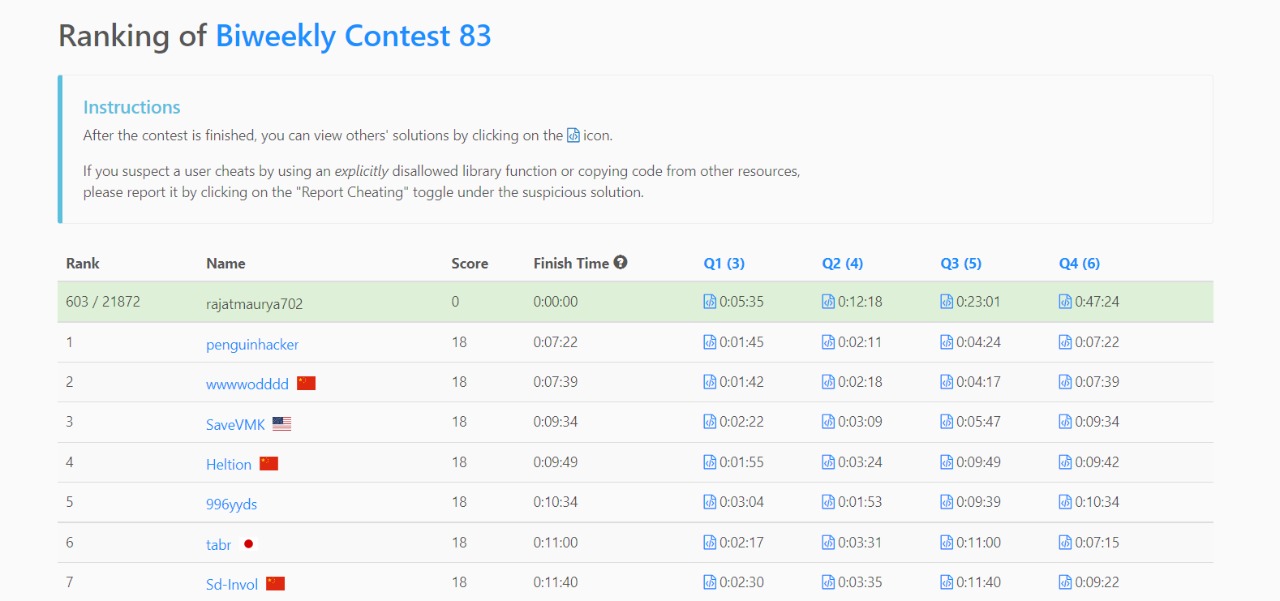 Ranking of Biweekly Contest 83
Instructions
After the contest is finished, you can view others' solutions by clicking on the icon.
If you suspect a user cheats by using an explicitly disallowed library function or copying code from other resources,
please report it by clicking on the "Report Cheating" toggle under the suspicious solution.
Rank Name Score Finish Time Q1 (3) Q2 (4) Q3 (5) Q4 (6)
603 / 21872 rajatmaurya702 0 0:00:00 0:05:35 0:12:18 0:23:01 0:47:24
1 penguinhacker 18 0:07:22 0:01:45 0:02:11 0:04:24 0:07:22
2 wwwwodddd 18 0:07:39 0:01:42 0:02:18 0:04:17 0:07:39
3 SaveVMK 18 0:09:34 0:02:22 0:03:09 0:05:47 0:09:34
4 Heltion 18 0:09:49 0:01:55 0:03:24 0:09:49 0:09:42
5 996yyds 18 0:10:34 0:03:04 0:01:53 0:09:39 0:10:34
6 tabr 18 0:11:00 0:02:17 0:03:31 0:11:00 0:07:15
7 Sd-Invol 18 0:11:40 0:02:30 0:03:35 0:11:40 0:09:22